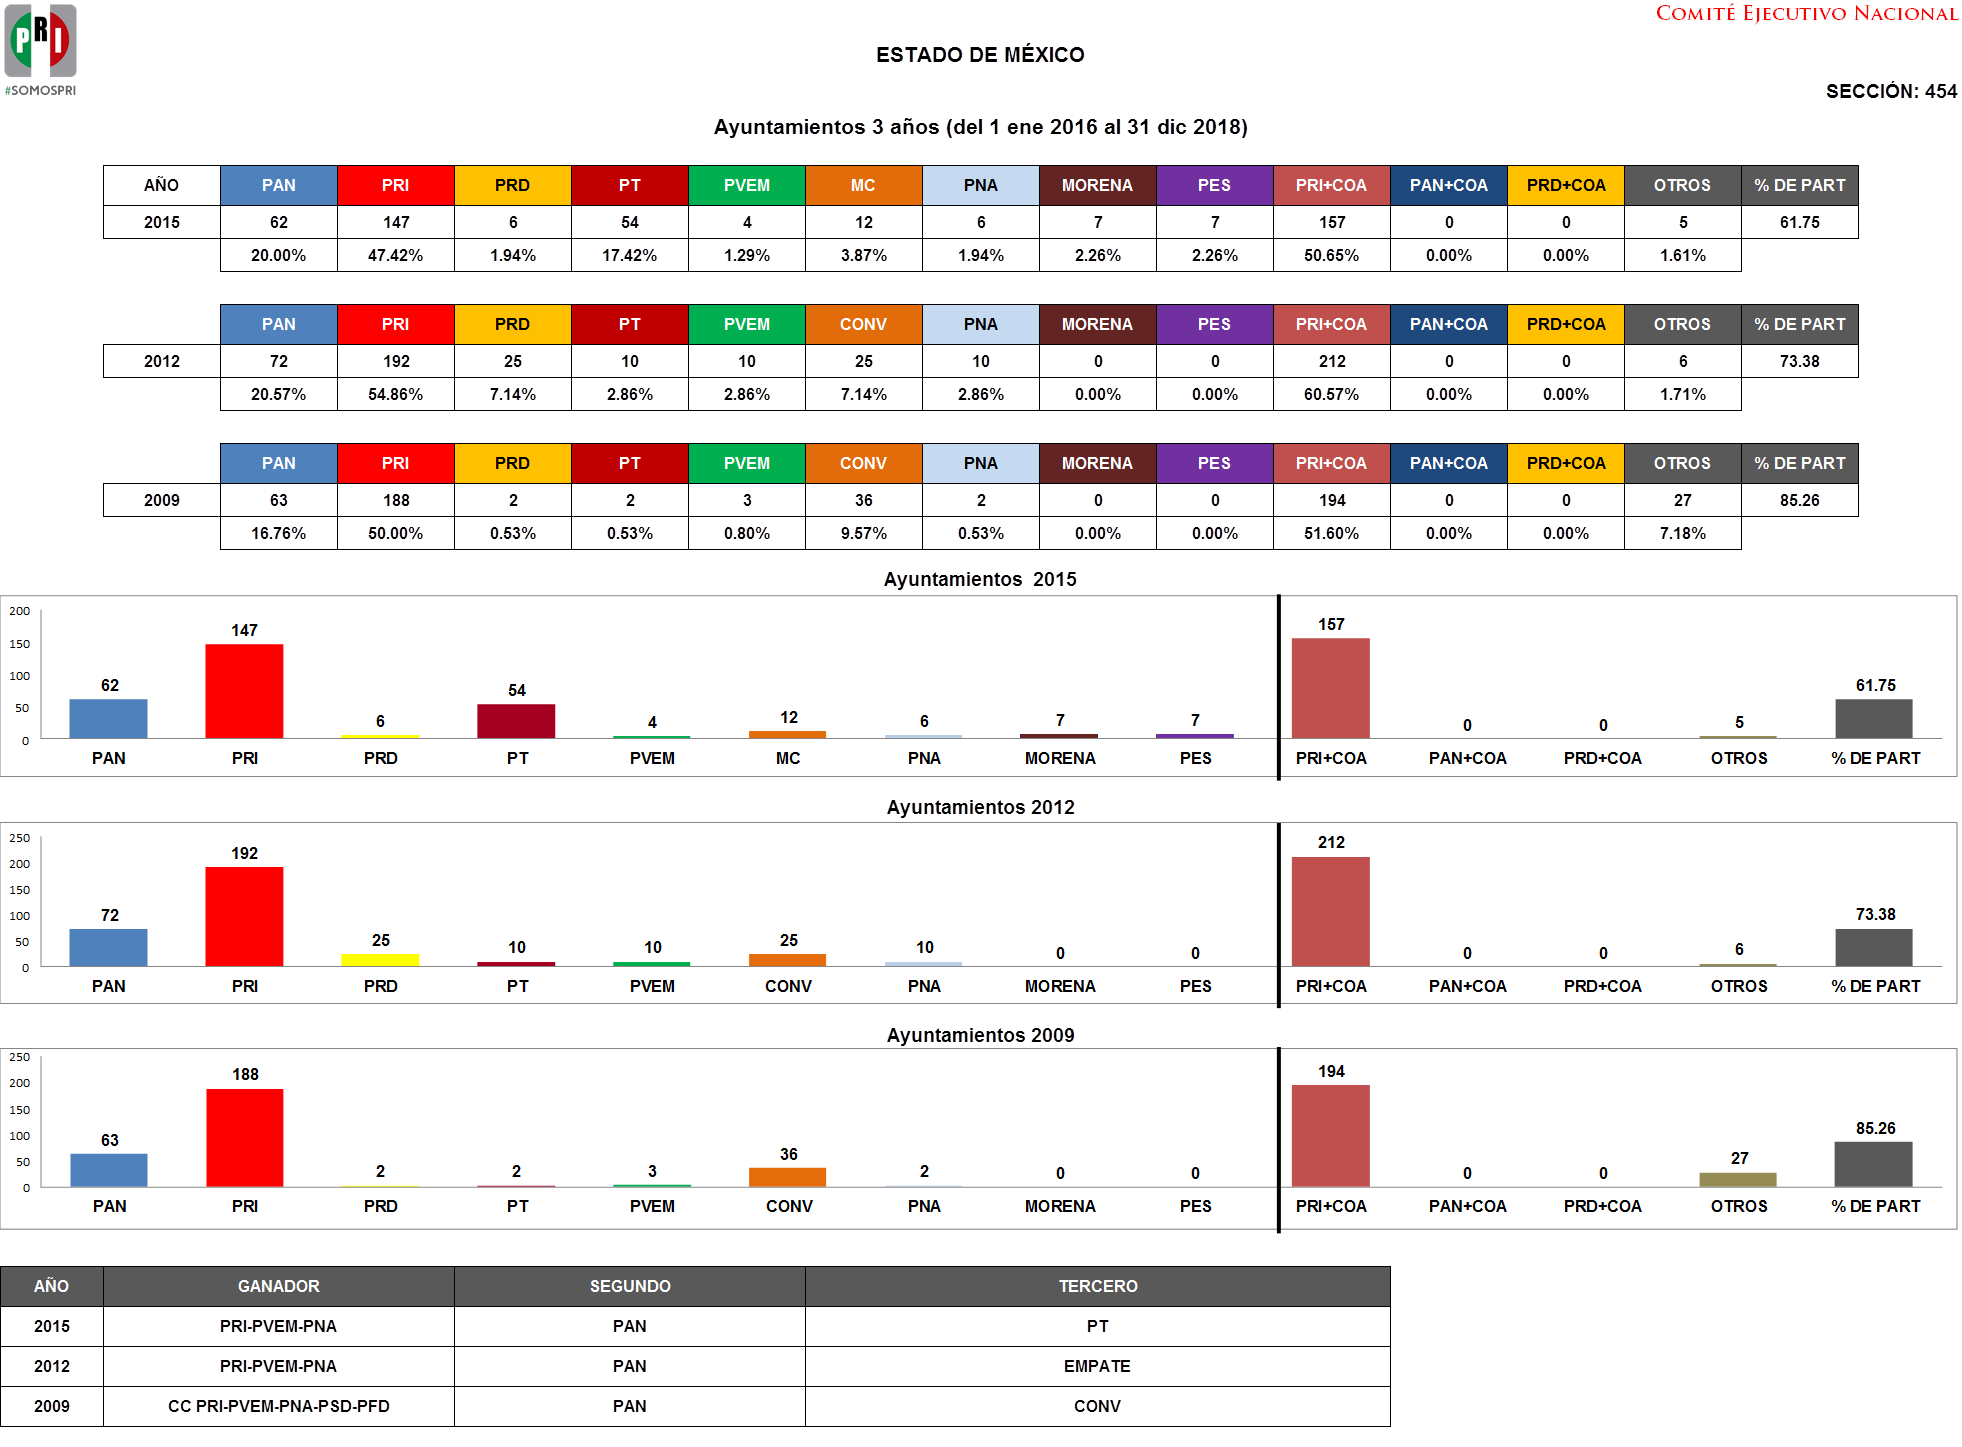 PRI
#SOMOSPRI
COMITÉ EJECUTIVO NACIONAL
ESTADO DE MÉXICO
SECCIÓN: 454
Ayuntamientos 3 años (del 1 ene 2016 al 31 dic 2018)
AÑO PAN PRI PRD PT PVEM MC PNA MORENA PES PRI+COA PAN+COA PRD+COA OTROS % DE PART
2015 62 147 6 54 4 12 6 7 7 157 0 0 5 61.75
20.00% 47.42% 1.94% 17.42% 1.29% 3.87% 1.94% 2.26% 2.26% 50.65% 0.00% 0.00% 1.61%
PAN PRI PRD PT PVEM CONV PNA MORENA PES PRI+COA PAN+COA PRD+COA OTROS % DE PART
2012 72 192 25 10 10 25 10 0 0 212 0 0 6 73.38
20.57% 54.86% 7.14% 2.86% 2.86% 7.14% 2.86% 0.00% 0.00% 60.57% 0.00% 0.00% 1.71%
PAN PRI PRD PT PVEM CONV PNA MORENA PES PRI+COA PAN+COA PRD+COA OTROS % DE PART
2009 63 188 2 2 3 36 2 0 0 194 0 0 27 85.26
16.76% 50.00% 0.53% 0.53% 0.80% 9.57% 0.53% 0.00% 0.00% 51.60% 0.00% 0.00% 7.18%
Ayuntamientos 2015
200
150
100
50
0
62 147 6 54 4 12 6 7 7 157 0 0 5 61.75
PAN PRI PRD PT PVEM MC PNA MORENA PES PRI+COA PAN+COA PRD+COA OTROS % DE PART
Ayuntamientos 2012
250
200
150
100
50
0
72 192 25 10 10 25 10 0 0 212 0 0 6 73.38
PAN PRI PRD PT PVEM CONV PNA MORENA PES PRI+COA PAN+COA PRD+COA OTROS % DE PART
Ayuntamientos 2009
250
200
150
100
50
0
63 188 2 2 3 36 2 0 0 194 0 0 27 85.26
PAN PRI PRD PT PVEM CONV PNA MORENA PES PRI+COA PAN+COA PRD+COA OTROS % DE PART
AÑO GANADOR SEGUNDO TERCERO
2015 PRI-PVEM-PNA PAN PT
2012 PRI-PVEM-PNA PAN EMPATE
2009 CC PRI-PVEM-PNA-PSD-PFD PAN CONV